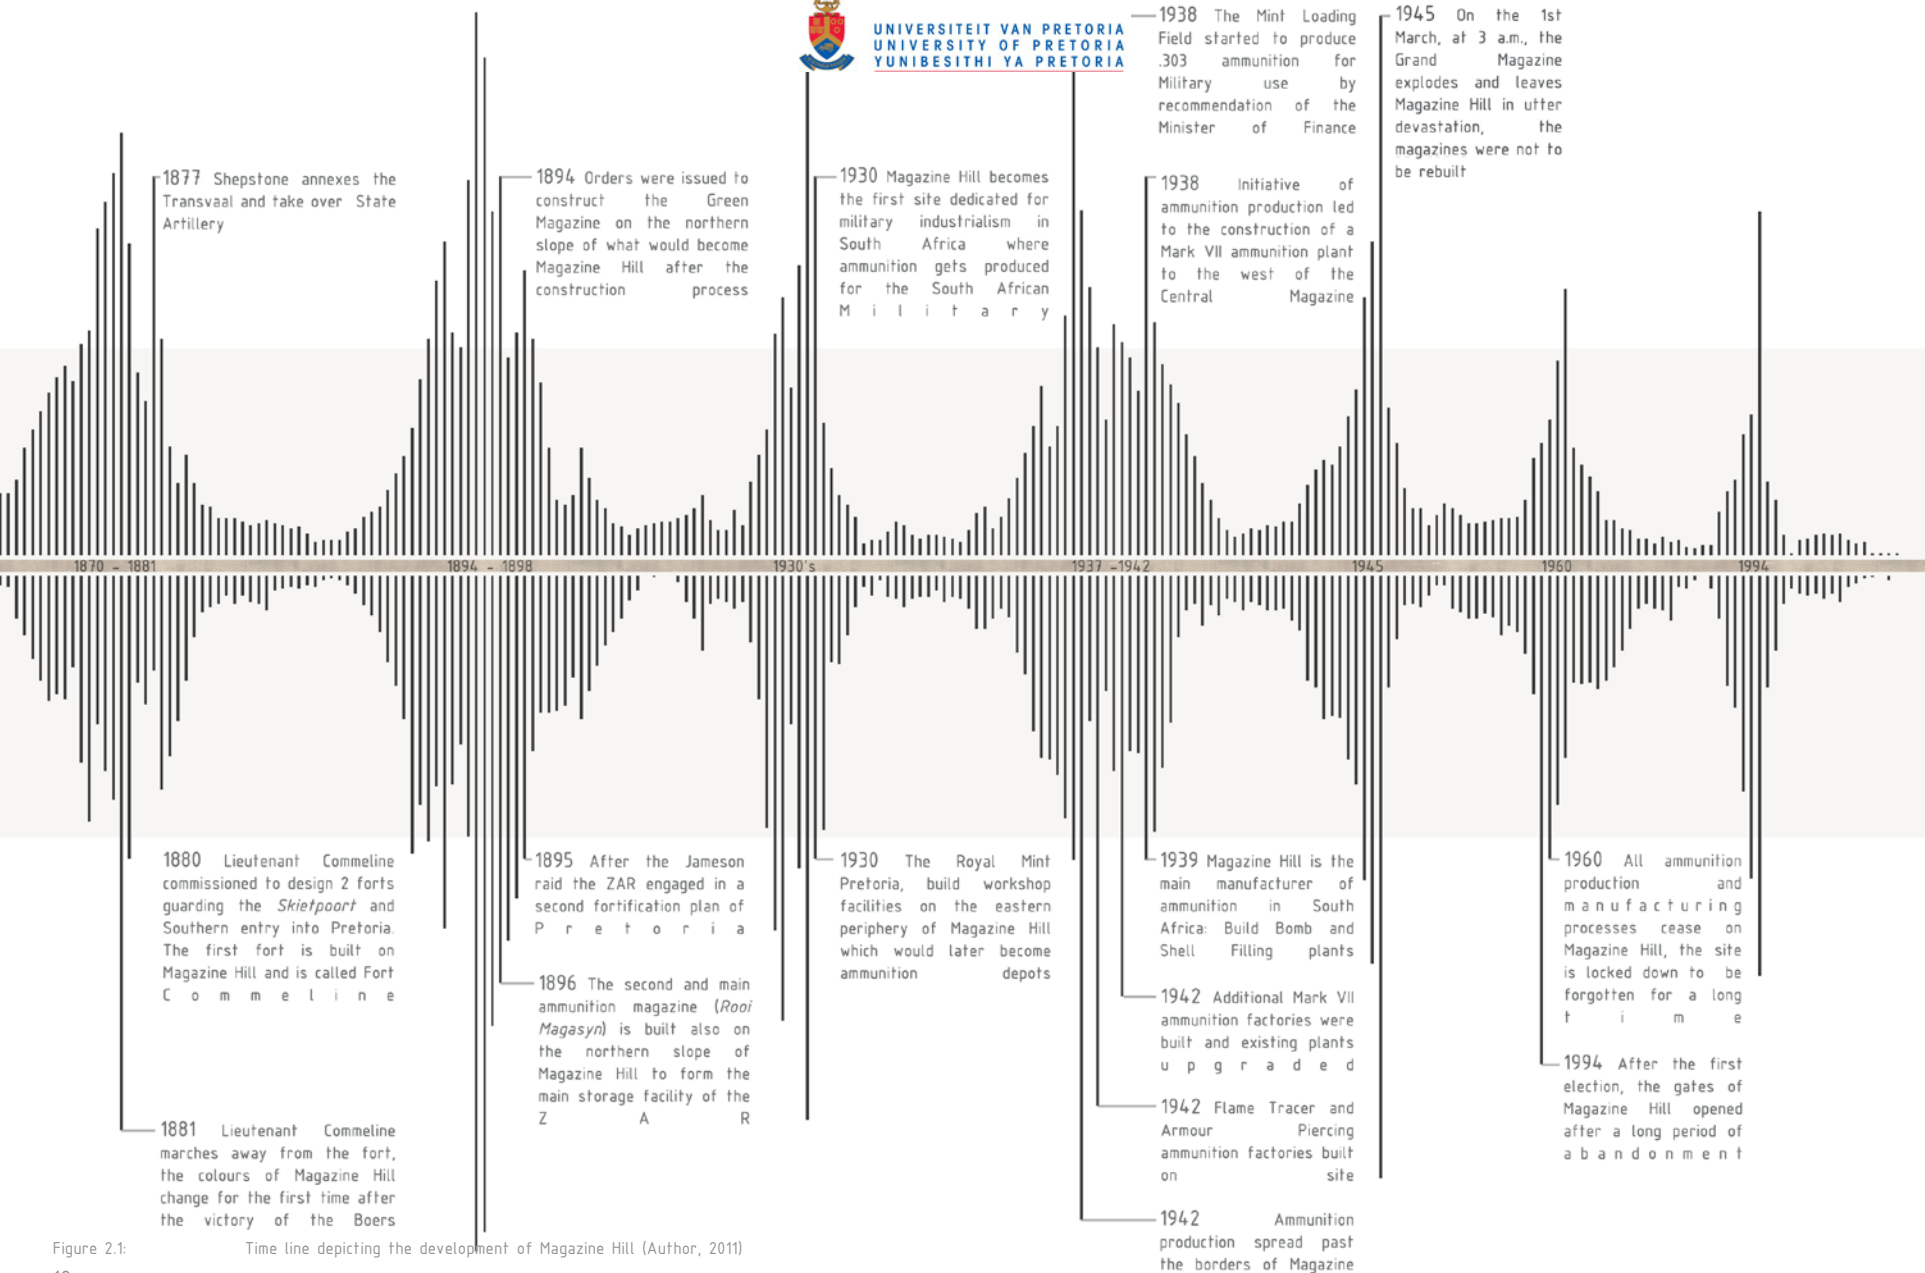 UNIVERSITEIT VAN PRETORIA
UNIVERSITY OF PRETORIA
YUNIBESITHI YA PRETORIA
1877 Shepstone annexes the
Transvaal and take over State
Artillery
1894 Orders were issued to
construct the Green
Magazine on the northern
slope of what would become
Magazine Hill after the
construction process
1930 Magazine Hill becomes
the first site dedicated for
military industrialism in
South Africa where
ammunition gets produced
for the South African
Military
1938 The Mint Loading
Field started to produce
.303 ammunition for
Military use by
recommendation of the
Minister of Finance
1938 Initiative of
ammunition production led
to the construction of a
Mark VII ammunition plant
to the west of the
Central Magazine
1945 On the 1st
March, at 3 a.m., the
Grand Magazine
explodes and leaves
Magazine Hill in utter
devastation, the
magazines were not to
be rebuilt
1870 - 1881
1894 - 1898
1930's
1937 -1942
1945
1960
1994
1880 Lieutenant Commeline
commissioned to design 2 forts
guarding the Skietpoort and
Southern entry into Pretoria.
The first fort is built on
Magazine Hill and is called Fort
Commeline
1881 Lieutenant Commeline
marches away from the fort,
the colours of Magazine Hill
change for the first time after
the victory of the Boers
1895 After the Jameson
raid the ZAR engaged in a
second fortification plan of
Pretoria
1896 The second and main
ammunition magazine (Rooi
Magasyn) is built also on
the northern slope of
Magazine Hill to form the
main storage facility of the
ZAR
1930 The Royal Mint
Pretoria, build workshop
facilities on the eastern
periphery of Magazine Hill
which would later become
ammunition depots
1939 Magazine Hill is the
main manufacturer of
ammunition in South
Africa: Build Bomb and
Shell Filling plants
1942 Additional Mark VII
ammunition factories were
built and existing plants
upgraded
1942 Flame Tracer and
Armour Piercing
ammunition factories built
on site
1942 Ammunition
production spread past
the borders of Magazine
1960 All ammunition
production and
manufacturing
processes cease on
Magazine Hill, the site
is locked down to be
forgotten for a long
time
1994 After the first
election, the gates of
Magazine Hill opened
after a long period of
abandonment
Figure 2.1: Time line depicting the development of Magazine Hill (Author, 2011)